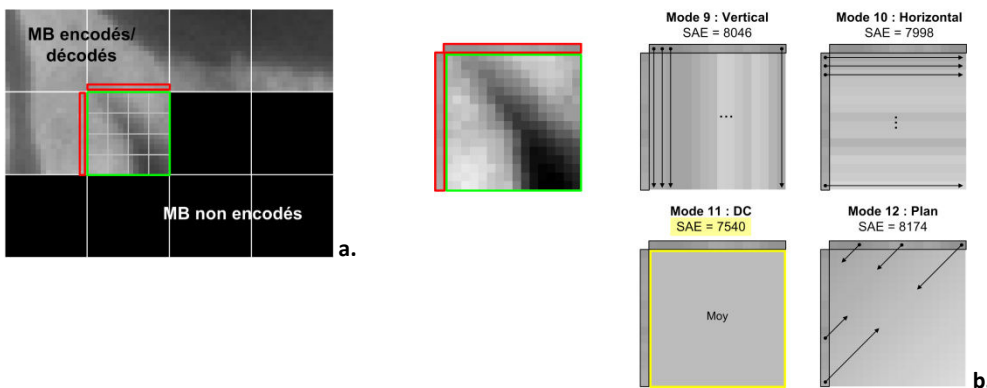 MB encodés/
décodés
MB non encodés
a.
Mode 9 : Vertical
SAE = 8046
...
Mode 10 : Horizontal
SAE = 7998
...
Mode 11 : DC
SAE = 7540
Moy
Mode 12 : Plan
SAE = 8174
b.